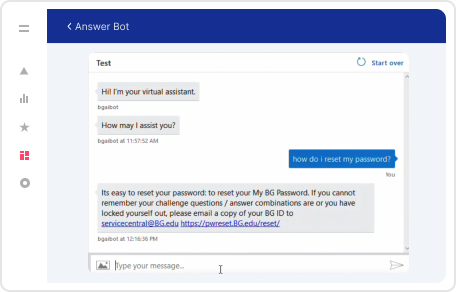 Answer Bot
Test
Start over
Hi! I'm your virtual assistant.
bgaibot
How may I assist you?
bgaibot at 11:57:52 AM
how do i reset my password?
You
Its easy to reset your password: to reset your My BG Password. If you cannot
remember your challenge questions / answer combinations are or you have
locked yourself out, please email a copy of your BG ID to
servicecentral@BG.edu https://pwreset.BG.edu/reset/
bgaibot at 12:16:36 PM
Type your message...